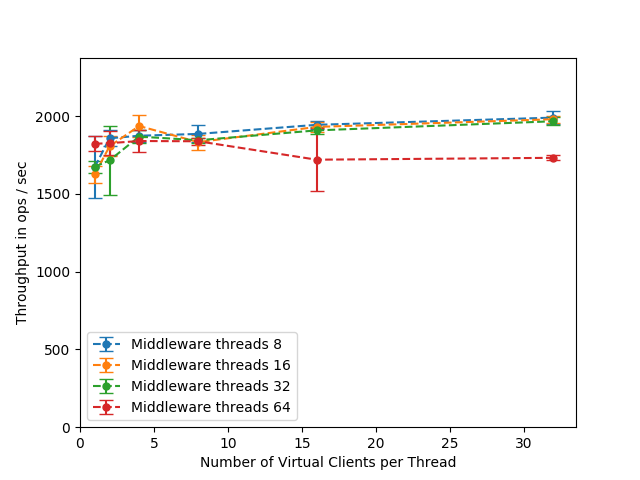 2000
1500
1000
500
0
Throughput in ops / sec
Middleware threads 8
Middleware threads 16
Middleware threads 32
Middleware threads 64
0 5 10 15 20 25 30
Number of Virtual Clients per Thread